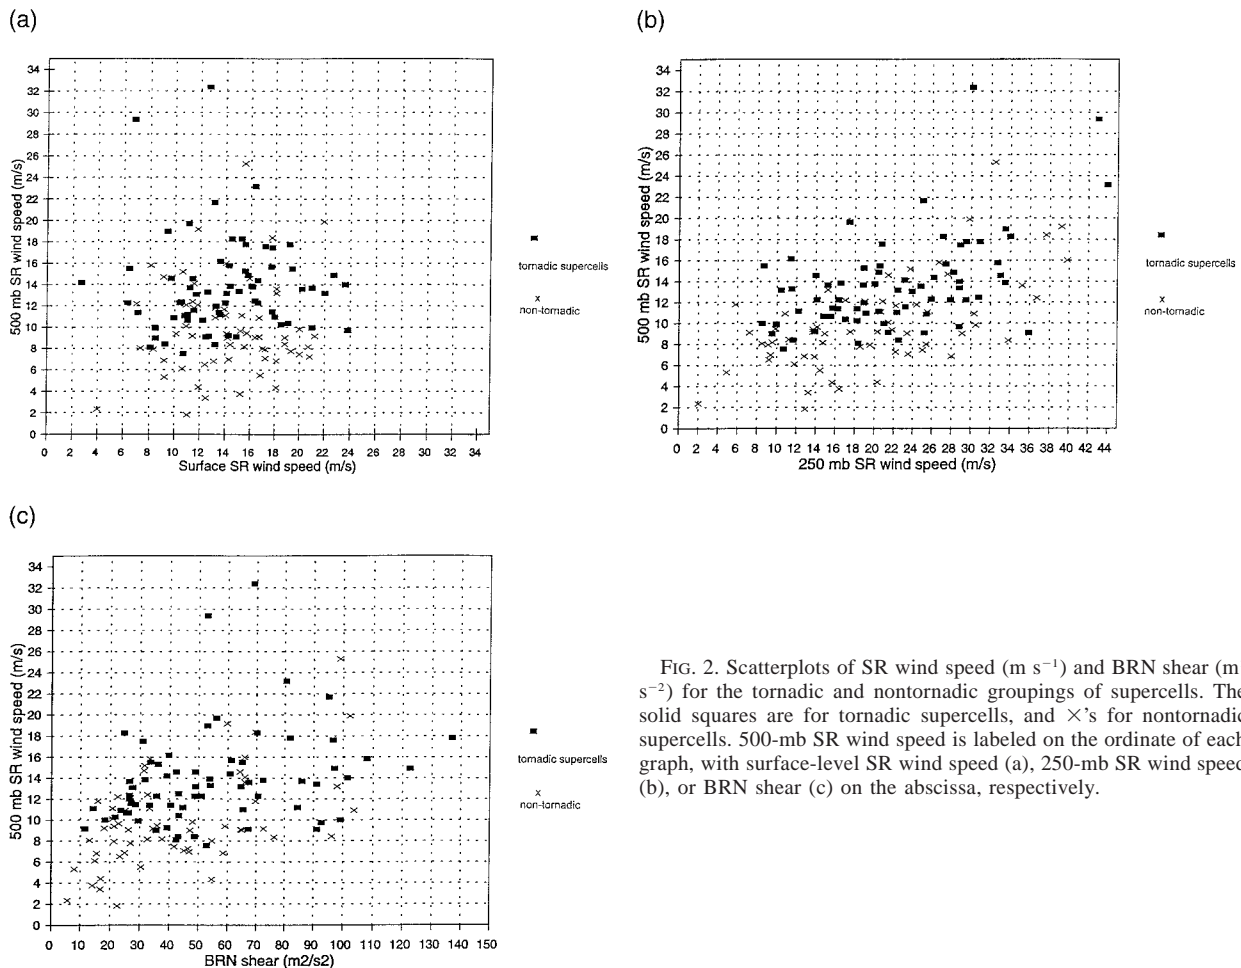 (a)
34
32
30
28
26
24
22
20
18
16
14
12
10
8
6
4
2
0
500 mb SR wind speed (m/s)
0 2 4 6 8 10 12 14 16 18 20 22 24 26 28 30 32 34
Surface SR wind speed (m/s)
tornadic supercells
non-tornadic
(b)
34
32
30
28
26
24
22
20
18
16
14
12
10
8
6
4
2
0
500 mb SR wind speed (m/s)
0 2 4 6 8 10 12 14 16 18 20 22 24 26 28 30 32 34 36 38 40 42 44
250 mb SR wind speed (m/s)
tornadic supercells
non-tornadic
(c)
34
32
30
28
26
24
22
20
18
16
14
12
10
8
6
4
2
0
500 mb SR wind speed (m/s)
0 10 20 30 40 50 60 70 80 90 100 110 120 130 140 150
BRN shear (m2/s2)
tornadic supercells
non-tornadic
FIG. 2. Scatterplots of SR wind speed (m s⁻¹) and BRN shear (m
s⁻²) for the tornadic and nontornadic groupings of supercells. The
solid squares are for tornadic supercells, and ×'s for nontornadic
supercells. 500-mb SR wind speed is labeled on the ordinate of each
graph, with surface-level SR wind speed (a), 250-mb SR wind speed
(b), or BRN shear (c) on the abscissa, respectively.